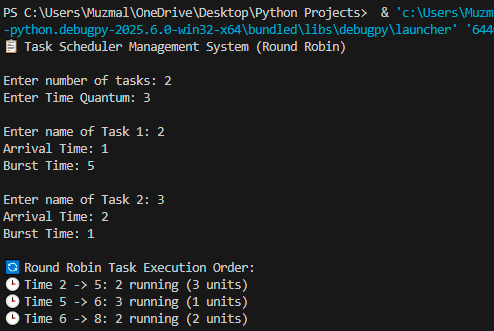 PS C:\Users\Muzmal\OneDrive\Desktop\Python Projects>  & 'c:\Users\Muzm
-python.debugpy-2025.6.0-win32-x64\bundled\libs\debugpy\launcher' '644
📋 Task Scheduler Management System (Round Robin)

Enter number of tasks: 2
Enter Time Quantum: 3

Enter name of Task 1: 2
Arrival Time: 1
Burst Time: 5

Enter name of Task 2: 3
Arrival Time: 2
Burst Time: 1

🔄 Round Robin Task Execution Order:
🕒 Time 2 -> 5: 2 running (3 units)
🕒 Time 5 -> 6: 3 running (1 units)
🕒 Time 6 -> 8: 2 running (2 units)